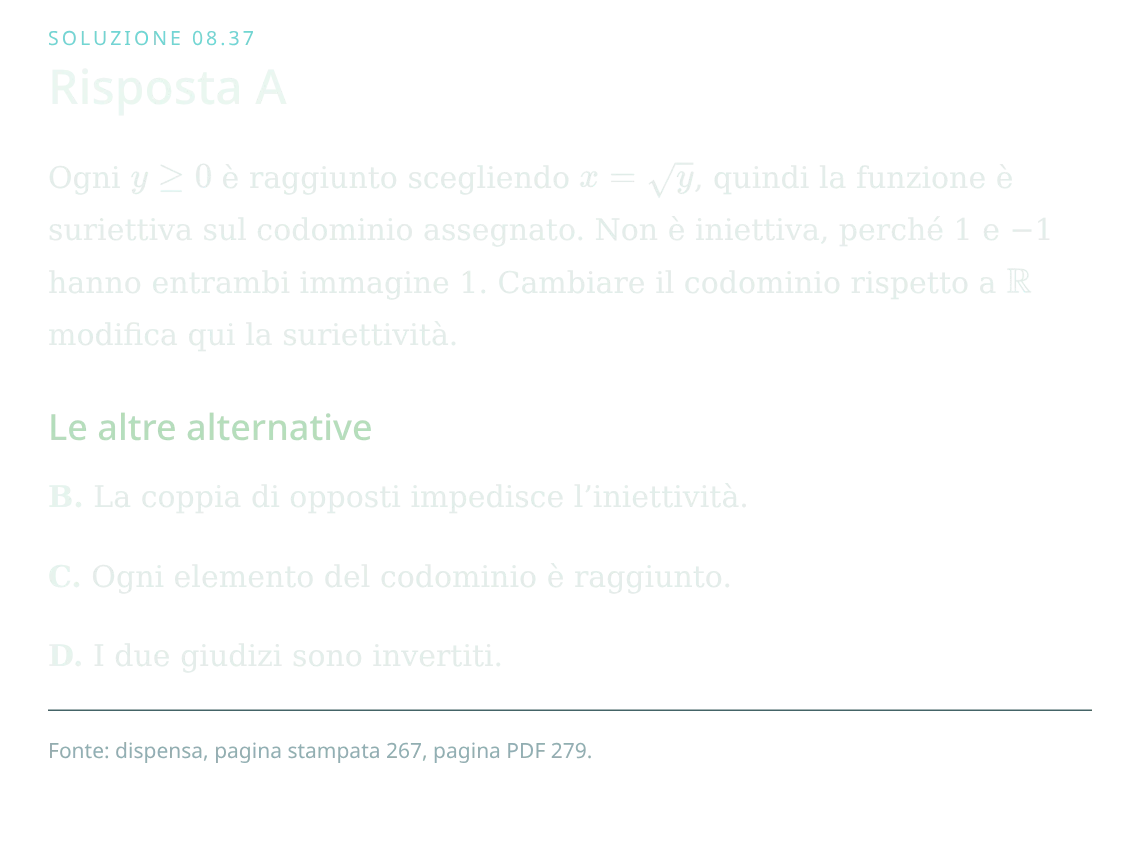 SOLUZIONE 08.37
Risposta A
Ogni y ≥ 0 è raggiunto scegliendo x = √y, quindi la funzione è
suriettiva sul codominio assegnato. Non è iniettiva, perché 1 e −1
hanno entrambi immagine 1. Cambiare il codominio rispetto a ℝ
modifica qui la suriettività.
Le altre alternative
B. La coppia di opposti impedisce l’iniettività.
C. Ogni elemento del codominio è raggiunto.
D. I due giudizi sono invertiti.
Fonte: dispensa, pagina stampata 267, pagina PDF 279.